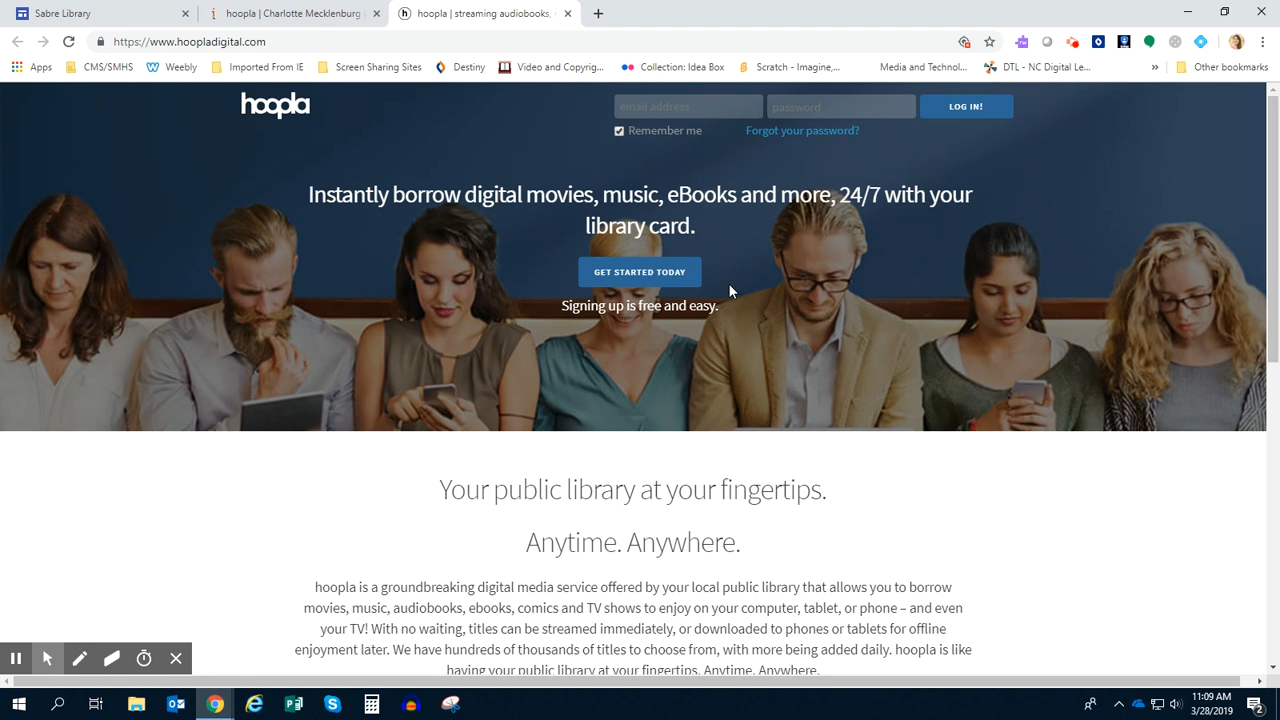 Sabre Library
hoopla | Charlotte Mecklenburg
hoopla | streaming audiobooks,
https://www.hoopladigital.com
Apps
CMS/SMHS
Weebly
Imported From IE
Screen Sharing Sites
Destiny
Video and Copyrig...
Collection: Idea Box
Scratch - Imagine,...
Media and Technol...
DTL - NC Digital Le...
»
Other bookmarks
hoopla
email address
password
LOG IN!
Remember me
Forgot your password?
Instantly borrow digital movies, music, eBooks and more, 24/7 with your
library card.
GET STARTED TODAY
Signing up is free and easy.
Your public library at your fingertips.
Anytime. Anywhere.
hoopla is a groundbreaking digital media service offered by your local public library that allows you to borrow
movies, music, audiobooks, ebooks, comics and TV shows to enjoy on your computer, tablet, or phone – and even
your TV! With no waiting, titles can be streamed immediately, or downloaded to phones or tablets for offline
enjoyment later. We have hundreds of thousands of titles to choose from, with more being added daily. hoopla is like
having your public library at your fingertips. Anytime. Anywhere.
11:09 AM
3/28/2019
2